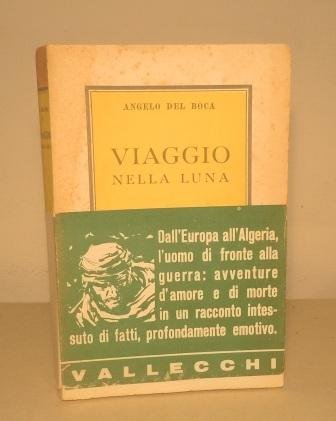 ANGELO DEL BOCA
VIAGGIO
NELLA LUNA
Dall'Europa all'Algeria,
l'uomo di fronte alla
guerra: avventure
d'amore e di morte
in un racconto intes-
suto di fatti, profondamente emotivo.
VALLECCHI